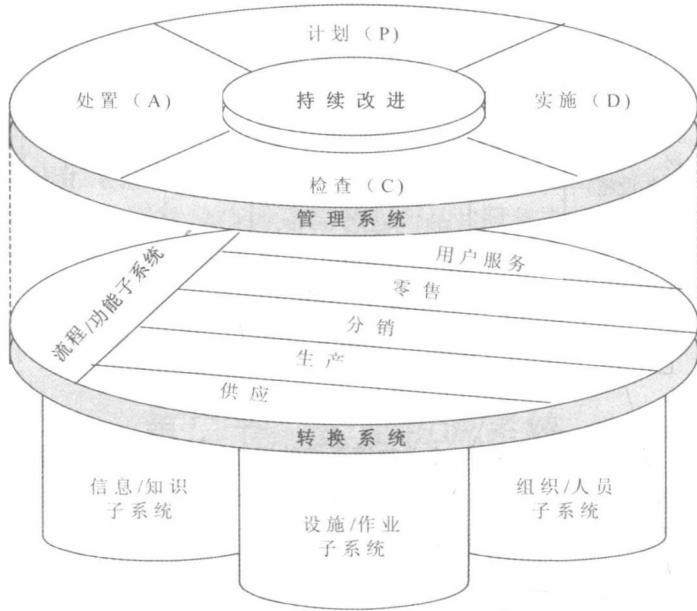 计划（P）
处置（A）
持续改进
实施（D）
检查（C）
管理系统
流程/功能子系统
用户服务
零售
分销
生产
供应
转换系统
信息/知识
子系统
设施/作业
子系统
组织/人员
子系统